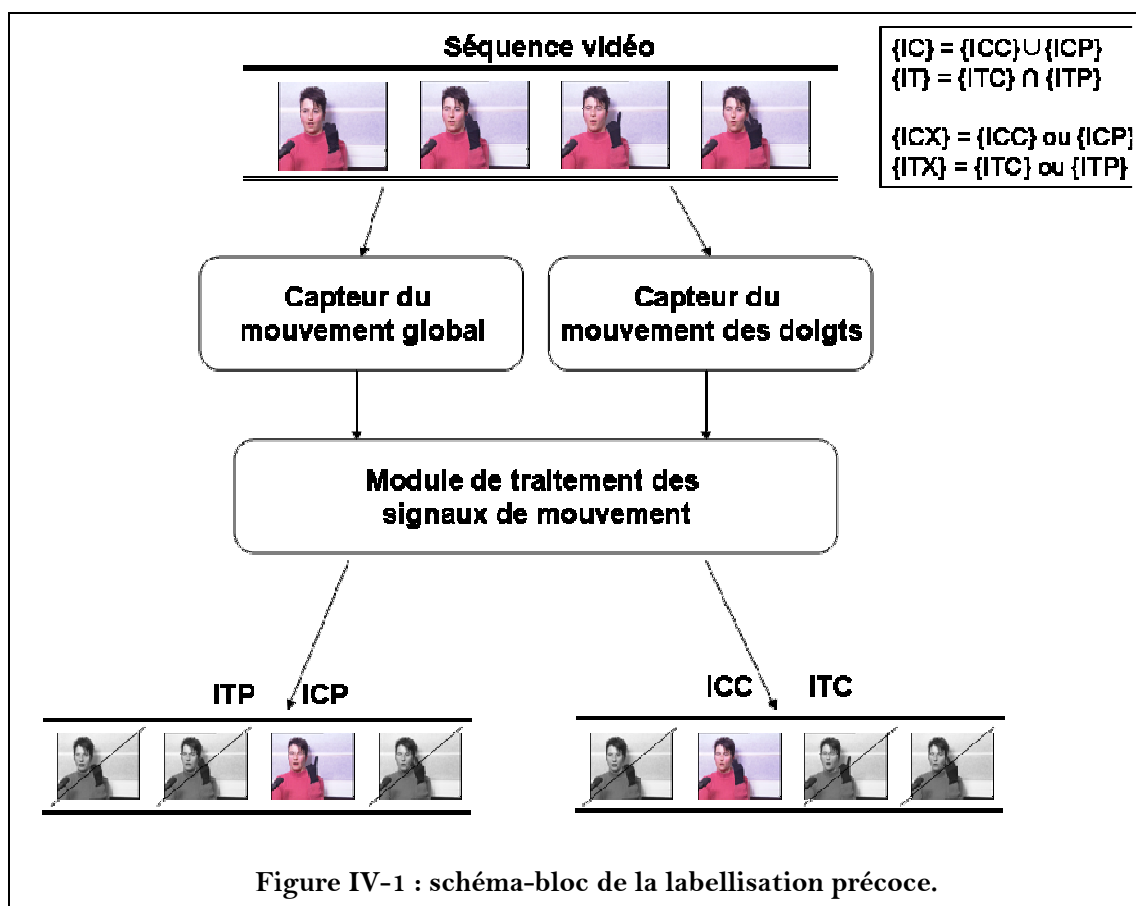 Séquence vidéo
{IC} = {ICC} ∪ {ICP}
{IT} = {ITC} ∩ {ITP}
{ICX} = {ICC} ou {ICP}
{ITX} = {ITC} ou {ITP}
Capteur du
mouvement global
Capteur du
mouvement des doigts
Module de traitement des
signaux de mouvement
ITP ICP
ICC ITC
Figure IV-1 : schéma-bloc de la labellisation précoce.